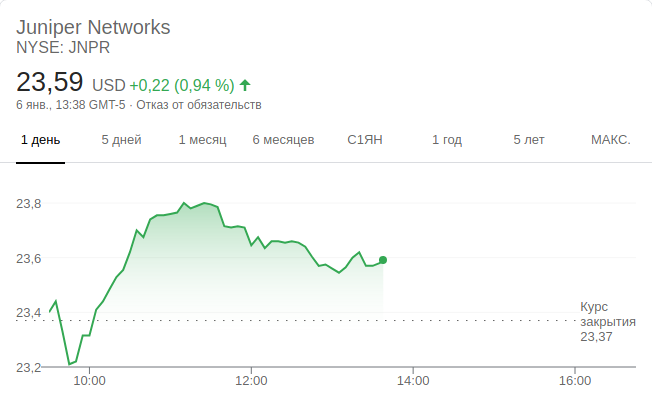 Juniper Networks
NYSE: JNPR
23,59 USD +0,22 (0,94 %)
6 янв., 13:38 GMT-5 · Отказ от обязательств
1 день 5 дней 1 месяц 6 месяцев С1ЯН 1 год 5 лет МАКС.
23,8
23,6
23,4
Курс
закрытия
23,37
23,2
10:00 12:00 14:00 16:00